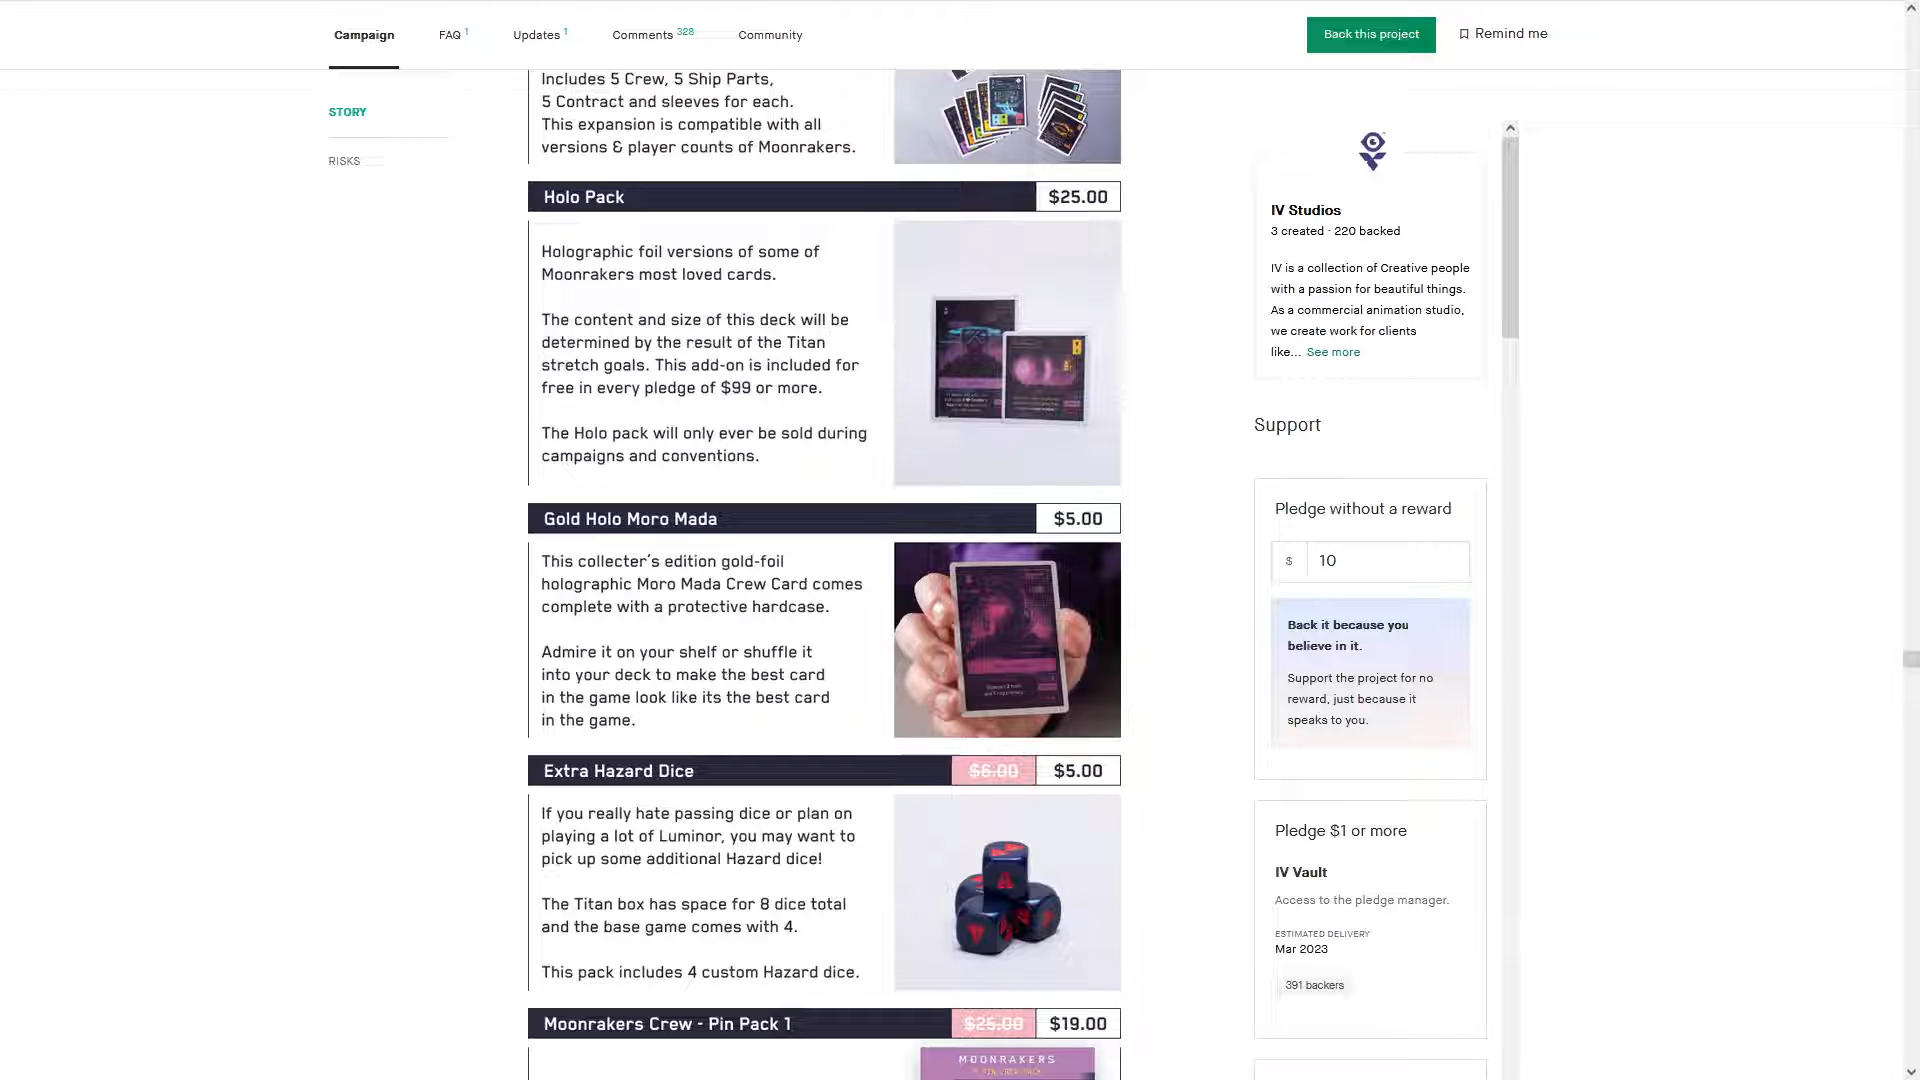 Campaign
FAQ 1
Updates 1
Comments 328
Community
Back this project
Remind me
STORY
RISKS
Includes 5 Crew, 5 Ship Parts,
5 Contract and sleeves for each.
This expansion is compatible with all
versions & player counts of Moonrakers.
Holo Pack
$25.00
Holographic foil versions of some of
Moonrakers most loved cards.
The content and size of this deck will be
determined by the result of the Titan
stretch goals. This add-on is included for
free in every pledge of $99 or more.
The Holo pack will only ever be sold during
campaigns and conventions.
Gold Holo Moro Mada
$5.00
This collecter's edition gold-foil
holographic Moro Mada Crew Card comes
complete with a protective hardcase.
Admire it on your shelf or shuffle it
into your deck to make the best card
in the game look like its the best card
in the game.
Extra Hazard Dice
$6.00
$5.00
If you really hate passing dice or plan on
playing a lot of Luminor, you may want to
pick up some additional Hazard dice!
The Titan box has space for 8 dice total
and the base game comes with 4.
This pack includes 4 custom Hazard dice.
Moonrakers Crew - Pin Pack 1
$25.00
$19.00
MOONRAKERS
IV Studios
3 created · 220 backed
IV is a collection of Creative people
with a passion for beautiful things.
As a commercial animation studio,
we create work for clients
like... See more
Support
Pledge without a reward
$ 10
Back it because you
believe in it.
Support the project for no
reward, just because it
speaks to you.
Pledge $1 or more
IV Vault
Access to the pledge manager.
ESTIMATED DELIVERY
Mar 2023
391 backers